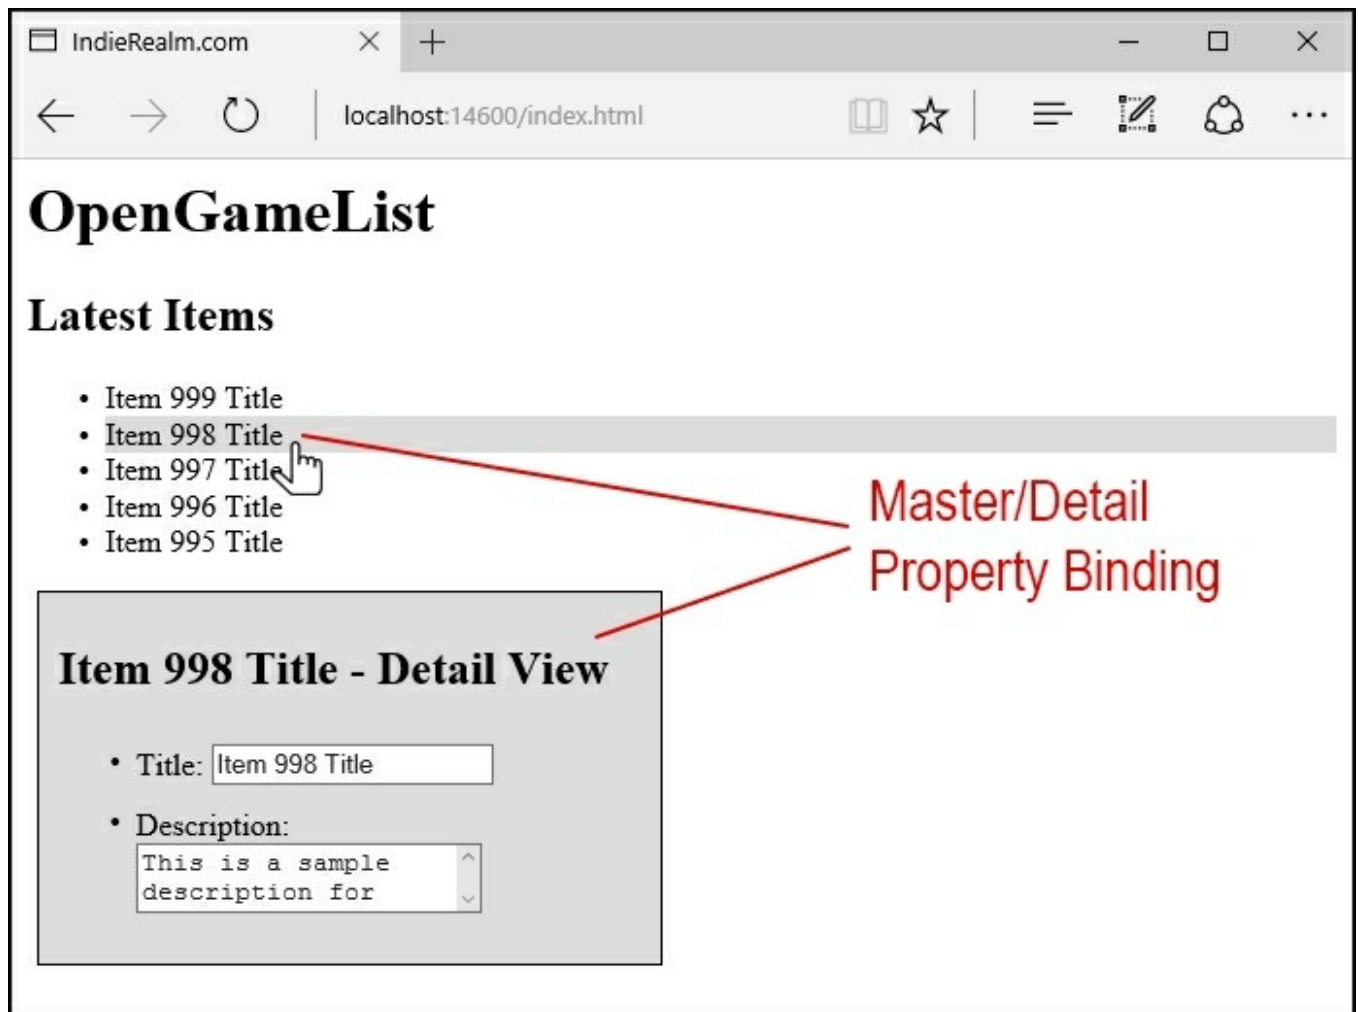 IndieRealm.com
localhost:14600/index.html
OpenGameList
Latest Items
• Item 999 Title
• Item 998 Title
• Item 997 Title
• Item 996 Title
• Item 995 Title
Master/Detail
Property Binding
Item 998 Title - Detail View
• Title: Item 998 Title
• Description:
This is a sample
description for